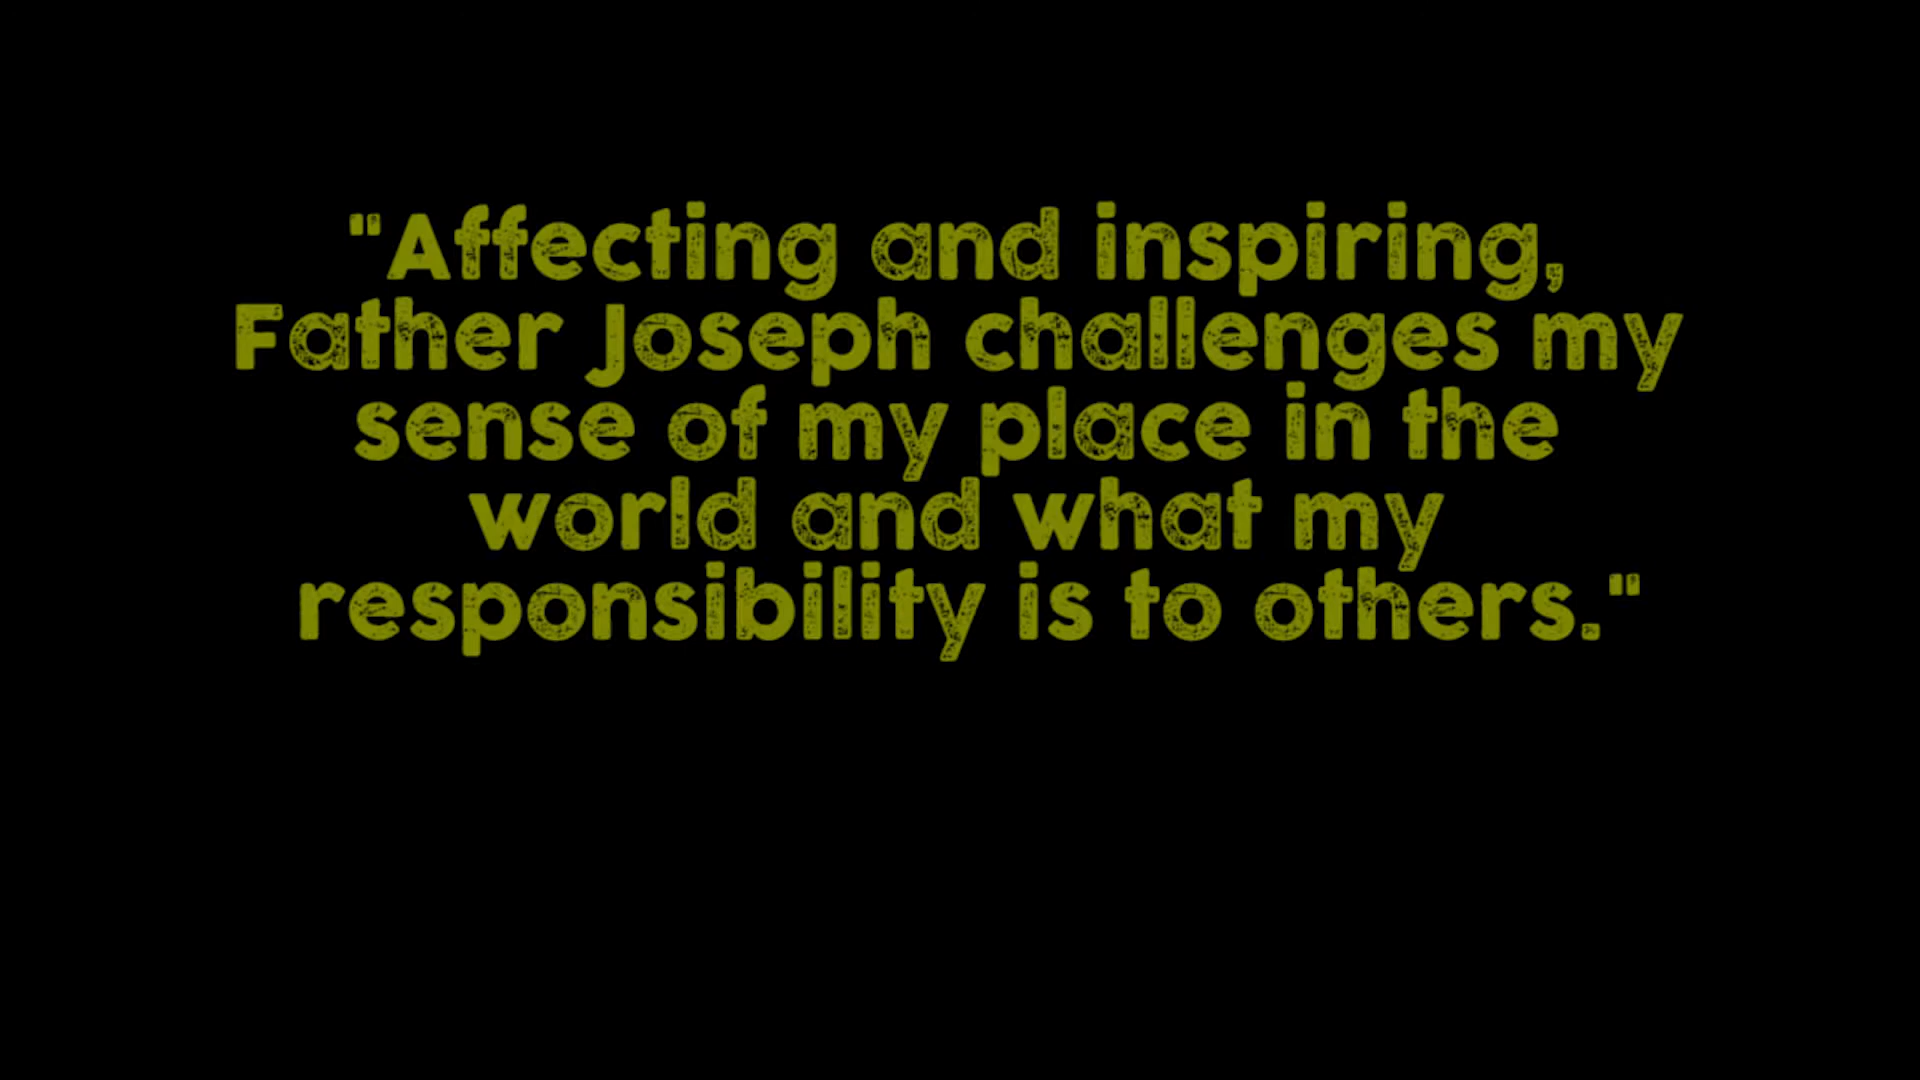 "Affecting and inspiring,
Father Joseph challenges my
sense of my place in the
world and what my
responsibility is to others."